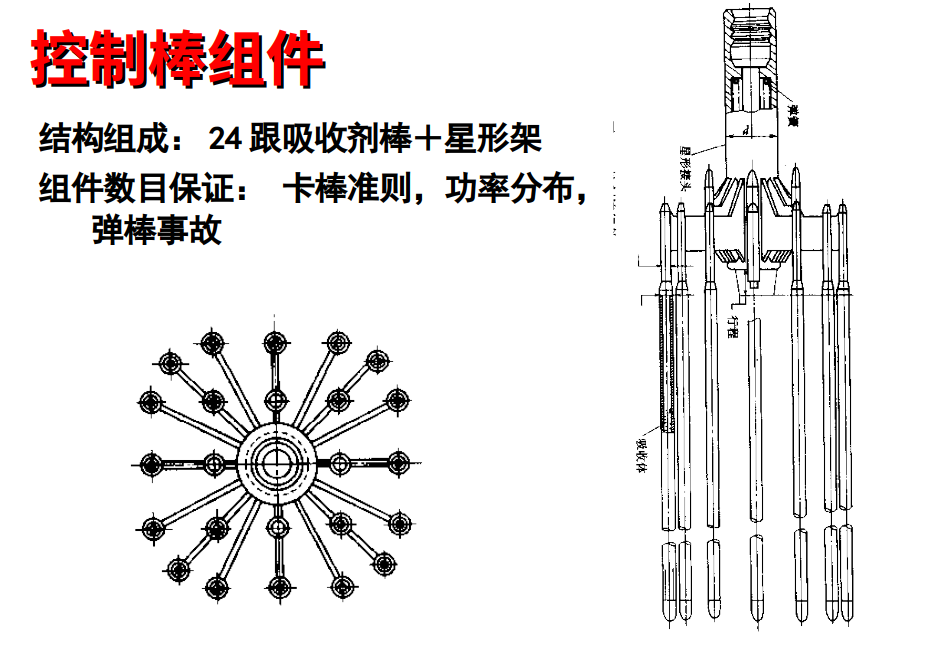 控制棒组件
结构组成： 24 跟吸收剂棒＋星形架
组件数目保证： 卡棒准则，功率分布，
弹棒事故
弹簧
d
星形接头
行程
吸收体